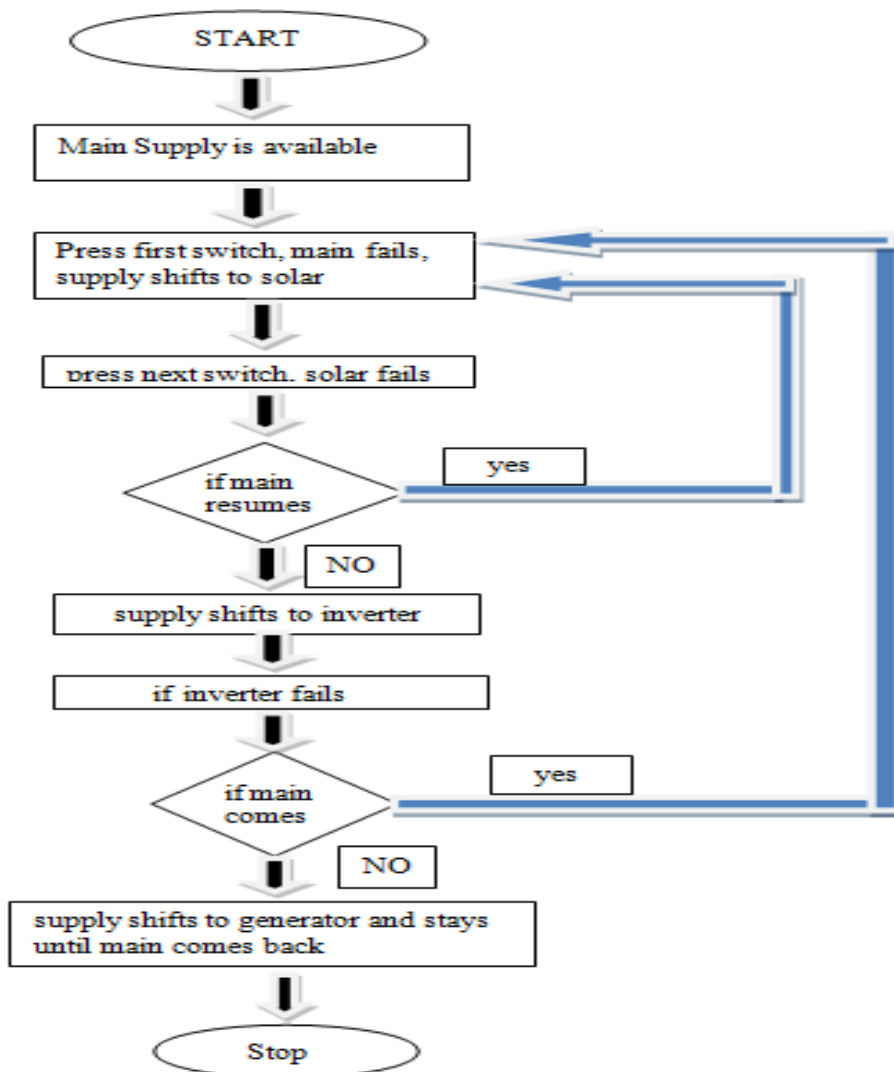 START
Main Supply is available
Press first switch, main fails,
supply shifts to solar
press next switch, solar fails
if main
resumes
yes
NO
supply shifts to inverter
if inverter fails
if main
comes
yes
NO
supply shifts to generator and stays
until main comes back
Stop